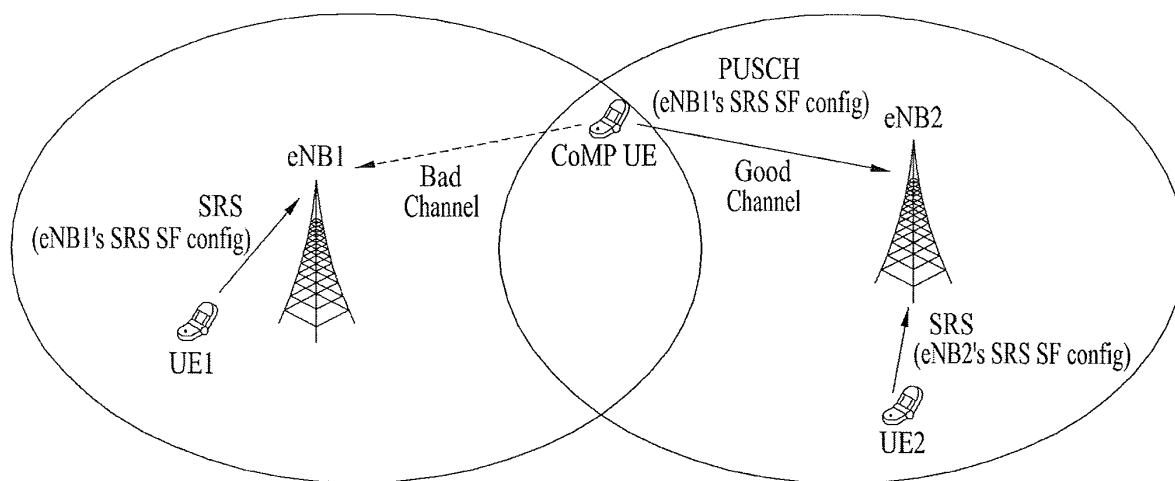 PUSCH
(eNB1's SRS SF config)
eNB2
CoMP UE
eNB1
Bad
Channel
Good
Channel
SRS
(eNB1's SRS SF config)
UE1
SRS
(eNB2's SRS SF config)
UE2